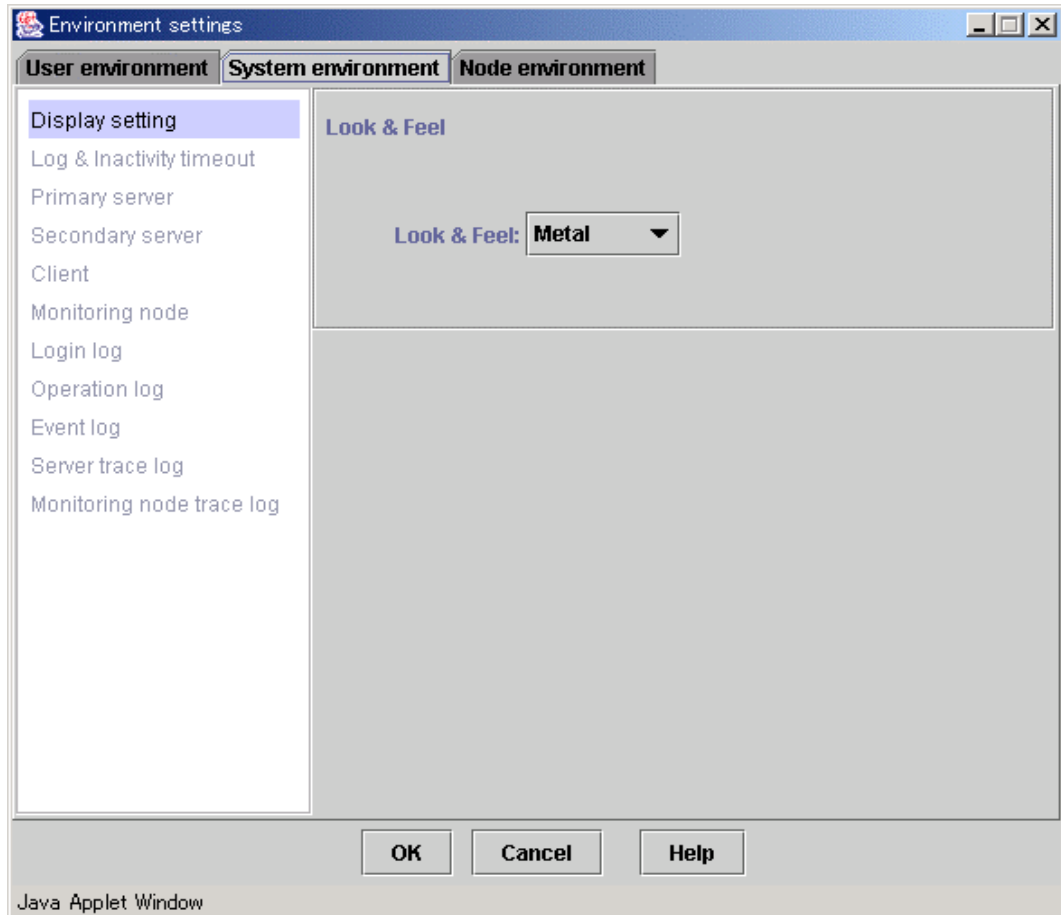 Environment settings
User environment System environment Node environment
Display setting
Log & Inactivity timeout
Primary server
Secondary server
Client
Monitoring node
Login log
Operation log
Event log
Server trace log
Monitoring node trace log
Look & Feel
Look & Feel: Metal
OK Cancel Help
Java Applet Window